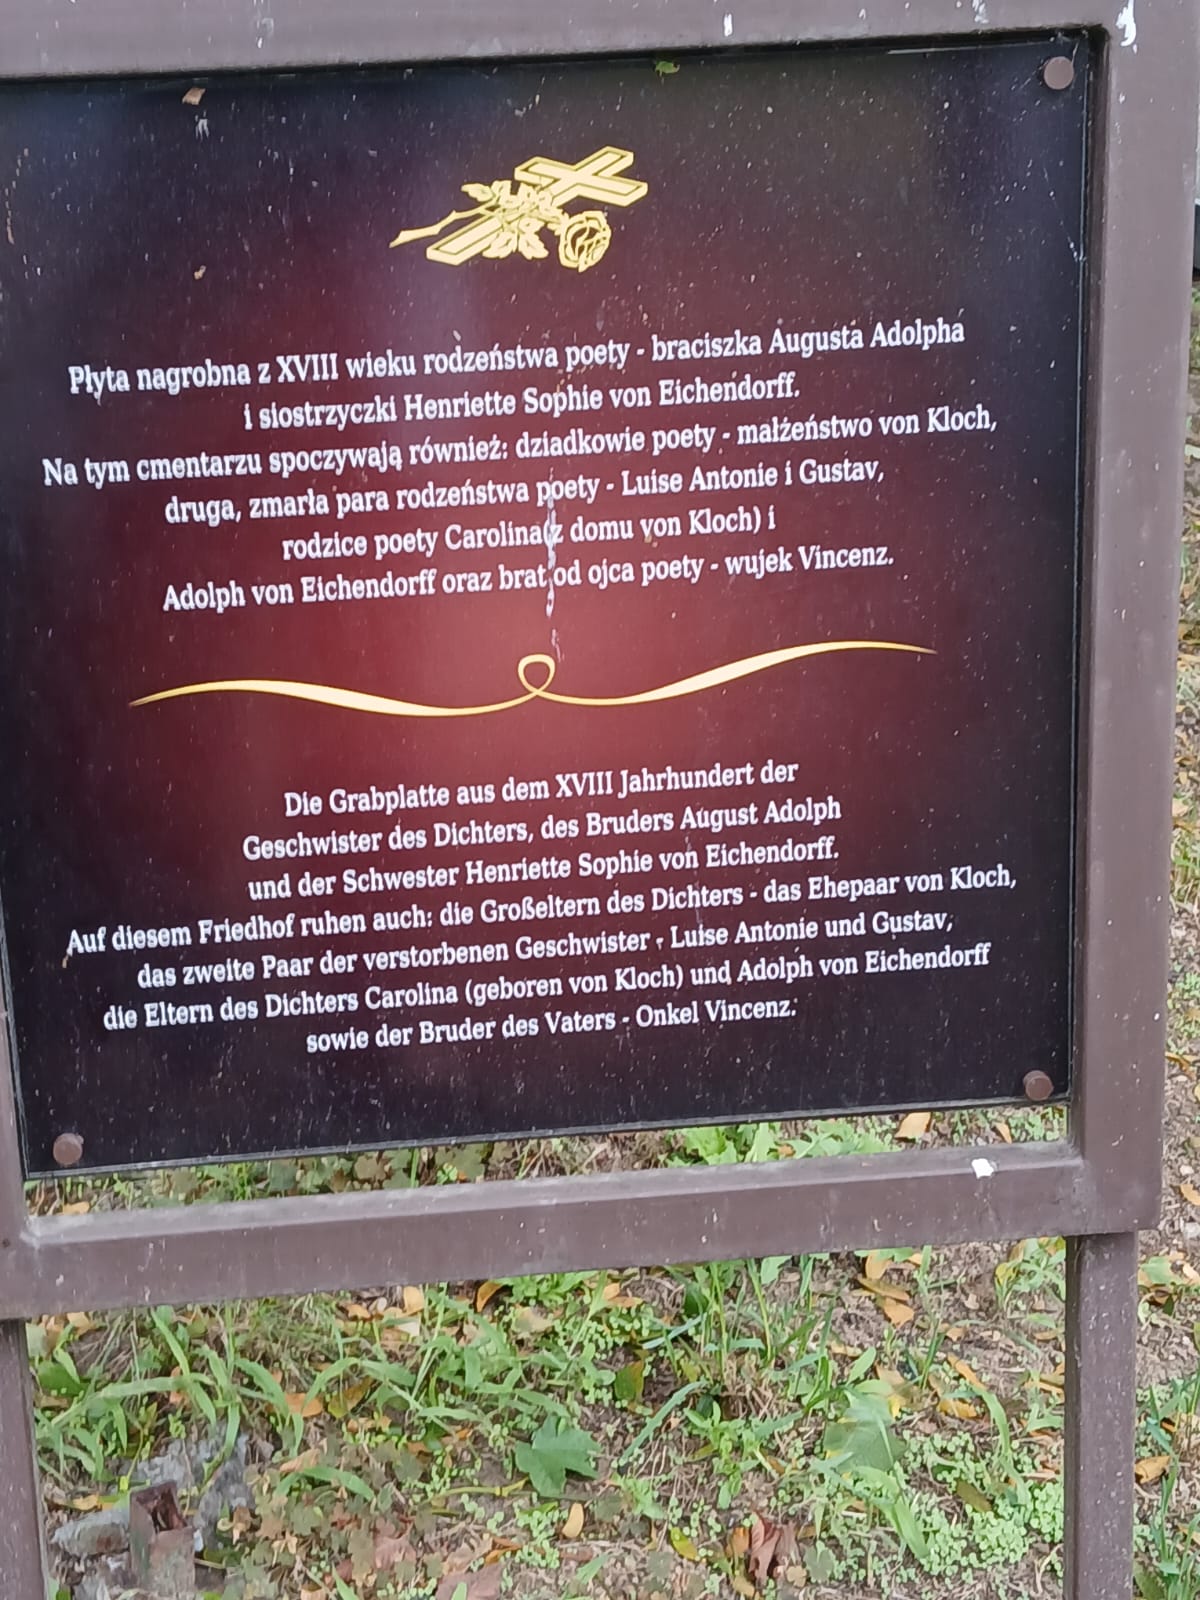 Płyta nagrobna z XVIII wieku rodzeństwa poety - braciszka Augusta Adolpha
i siostrzyczki Henriette Sophie von Eichendorff.
Na tym cmentarzu spoczywają również: dziadkowie poety - małżeństwo von Kloch,
druga, zmarła para rodzeństwa poety - Luise Antonie i Gustav,
rodzice poety Carolina(z domu von Kloch) i
Adolph von Eichendorff oraz brat od ojca poety - wujek Vincenz.
Die Grabplatte aus dem XVIII Jahrhundert der
Geschwister des Dichters, des Bruders August Adolph
und der Schwester Henriette Sophie von Eichendorff.
Auf diesem Friedhof ruhen auch: die Großeltern des Dichters - das Ehepaar von Kloch,
das zweite Paar der verstorbenen Geschwister - Luise Antonie und Gustav,
die Eltern des Dichters Carolina (geboren von Kloch) und Adolph von Eichendorff
sowie der Bruder des Vaters - Onkel Vincenz.